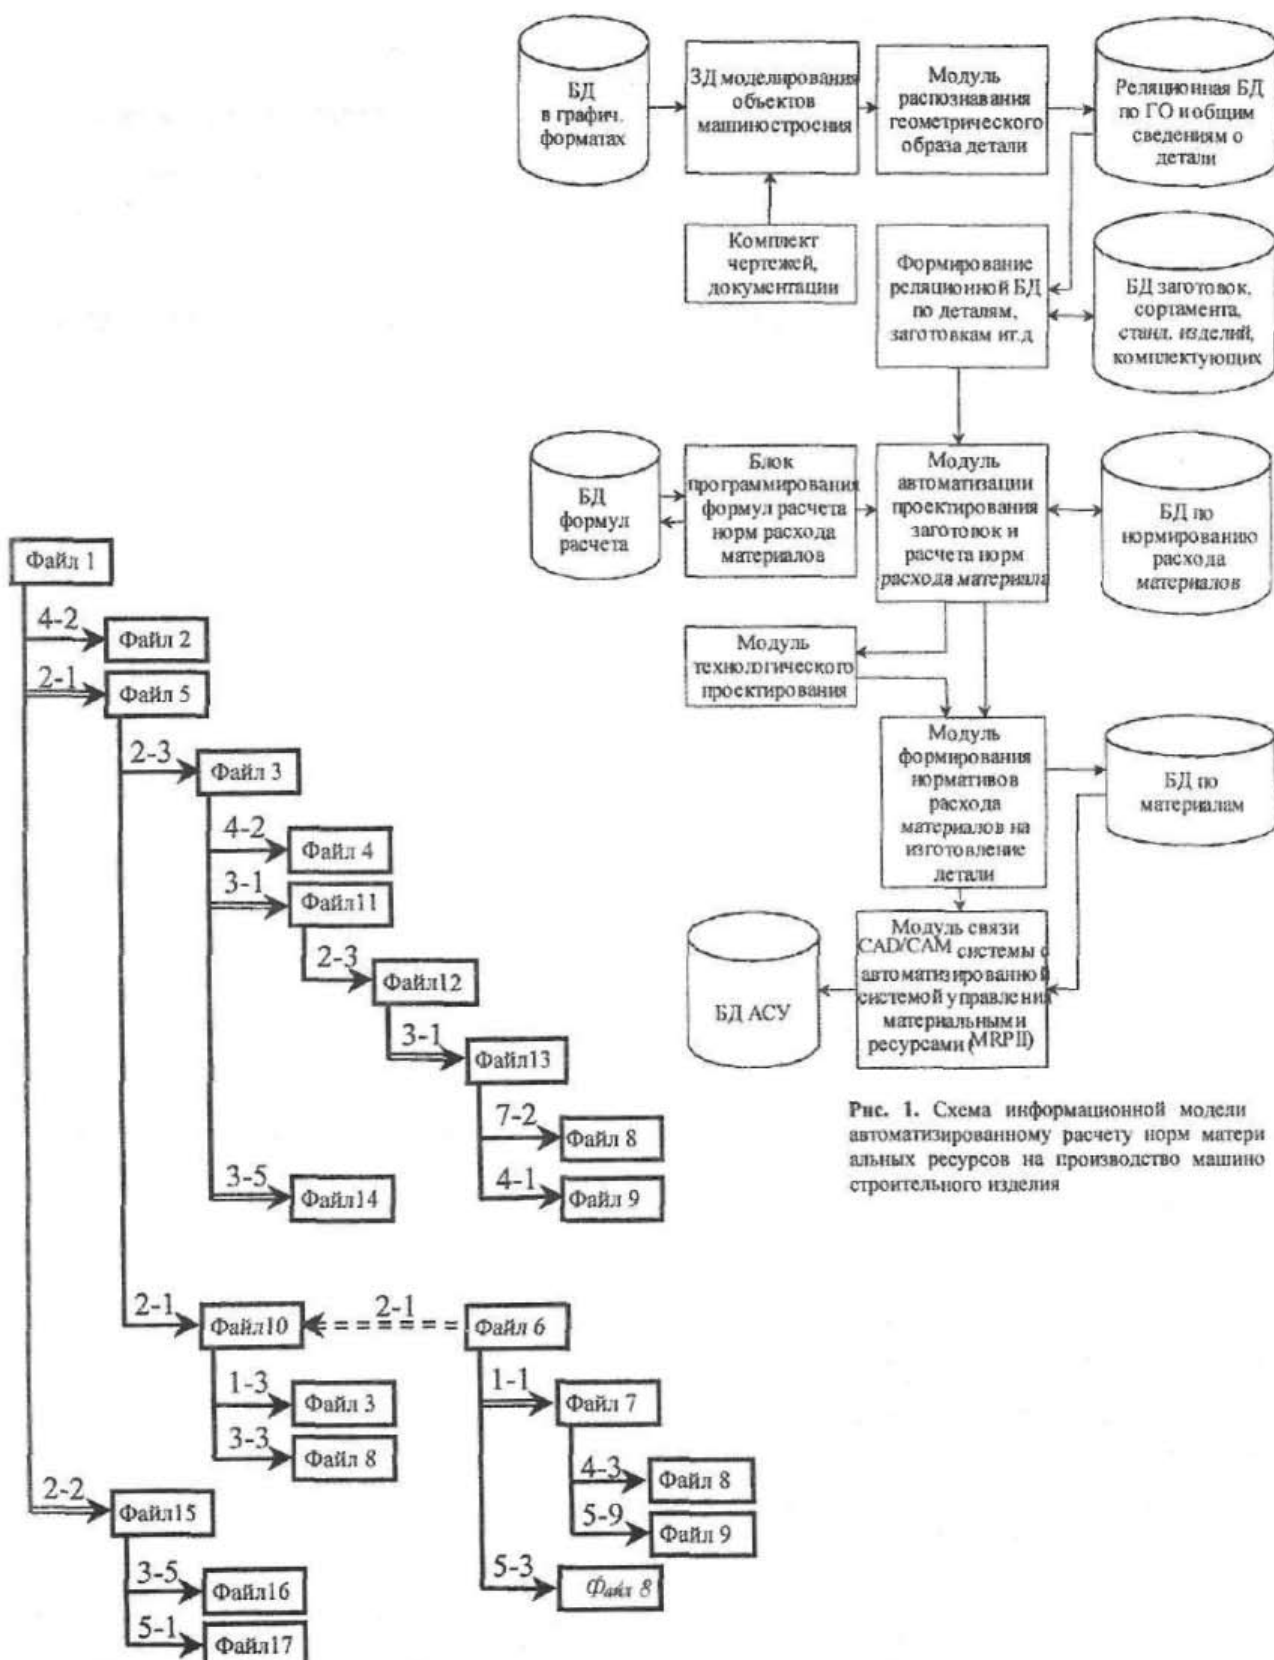 БД
в графич.
форматах
3Д моделирования
объектов
машиностроения
Модуль
распознавания
геометрического
образа детали
Реляционная БД
по ГО и общим
сведениям о
детали
Комплект
чертежей,
документации
Формирование
реляционной БД
по деталям,
заготовкам ит.д
БД заготовок,
сортамента,
станд. изделий,
комплектующих
БД
формул
расчета
Блок
программирования
формул расчета
норм расхода
материалов
Модуль
автоматизации
проектирования
заготовок и
расчета норм
расхода материала
БД по
нормированию
расхода
материалов
Модуль
технологического
проектирования
Модуль
формирования
нормативов
расхода
материалов на
изготовление
детали
БД по
материалам
БД АСУ
Модуль связи
CAD/CAM системы с
автоматизированной
системой управлени
материальными
ресурсами (MRPII)
Рис. 1. Схема информационной модели
автоматизированному расчету норм матери
альных ресурсов на производство машино
строительного изделия
Файл 1
4-2
Файл 2
2-1
Файл 5
2-3
Файл 3
4-2
Файл 4
3-1
Файл11
2-3
Файл12
3-1
Файл13
7-2
Файл 8
4-1
Файл 9
3-5
Файл14
2-1
Файл10
2-1
Файл 6
1-3
Файл 3
3-3
Файл 8
1-1
Файл 7
4-3
Файл 8
5-9
Файл 9
5-3
Файл 8
2-2
Файл15
3-5
Файл16
5-1
Файл17